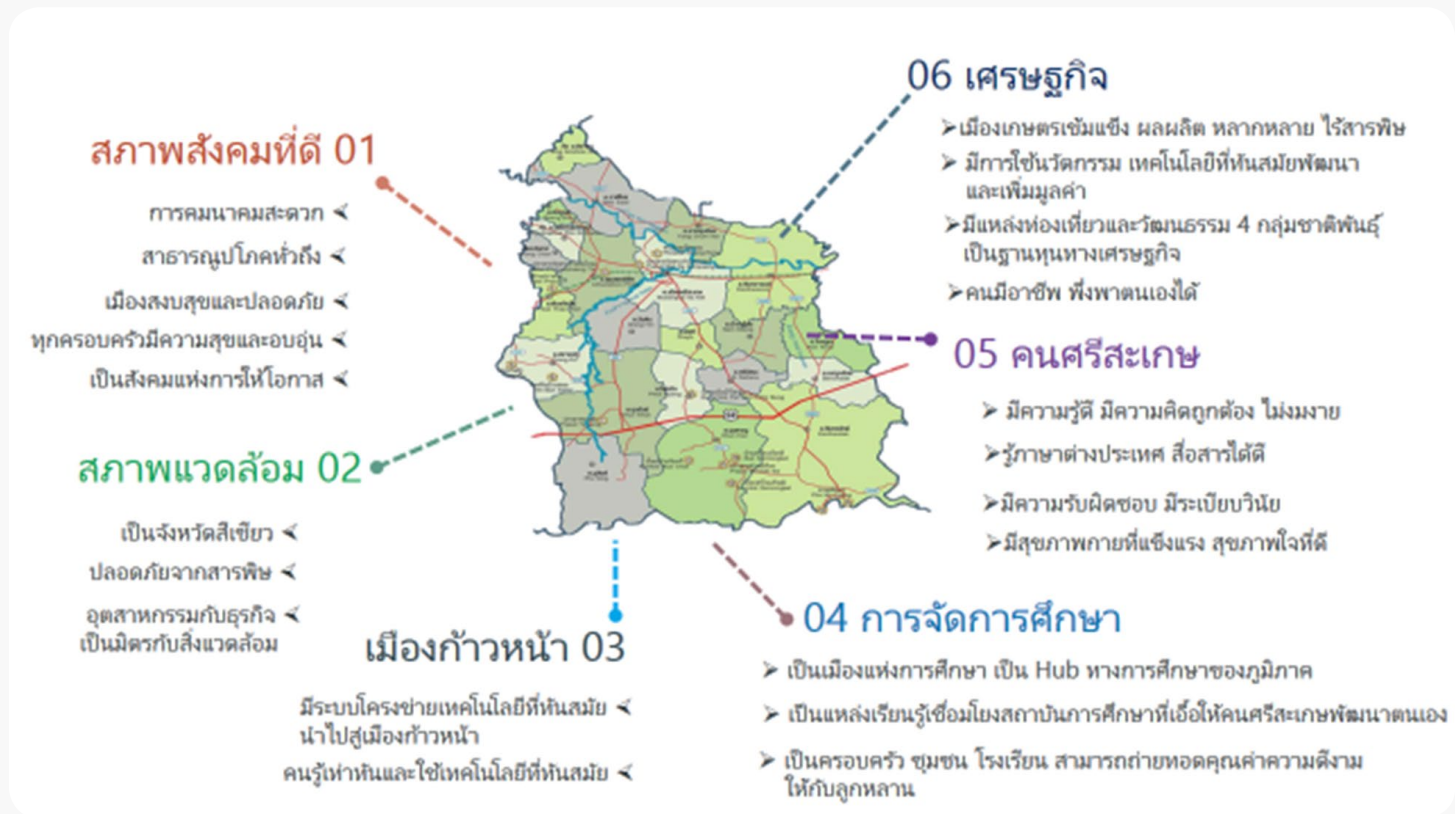 สภาพสังคมที่ดี 01
การคมนาคมสะดวก
สาธารณูปโภคทั่วถึง
เมืองสงบสุขและปลอดภัย
ทุกครอบครัวมีความสุขและอบอุ่น
เป็นสังคมแห่งการให้โอกาส
สภาพแวดล้อม 02
เป็นจังหวัดสีเขียว
ปลอดภัยจากสารพิษ
อุตสาหกรรมกับธุรกิจ
เป็นมิตรกับสิ่งแวดล้อม
เมืองก้าวหน้า 03
มีระบบโครงข่ายเทคโนโลยีที่ทันสมัย
นำไปสู่เมืองก้าวหน้า
คนรู้เท่าทันและใช้เทคโนโลยีที่ทันสมัย
04 การจัดการศึกษา
เป็นเมืองแห่งการศึกษา เป็น Hub ทางการศึกษาของภูมิภาค
เป็นแหล่งเรียนรู้เชื่อมโยงสถาบันการศึกษาที่เอื้อให้คนศรีสะเกษพัฒนาตนเอง
เป็นครอบครัว ชุมชน โรงเรียน สามารถถ่ายทอดคุณค่าความดีงาม
ให้กับลูกหลาน
05 คนศรีสะเกษ
มีความรู้ดี มีความคิดถูกต้อง ไม่งมงาย
รู้ภาษาต่างประเทศ สื่อสารได้ดี
มีความรับผิดชอบ มีระเบียบวินัย
มีสุขภาพกายที่แข็งแรง สุขภาพใจที่ดี
06 เศรษฐกิจ
เมืองเกษตรเข้มแข็ง ผลผลิต หลากหลาย ไร้สารพิษ
มีการใช้นวัตกรรม เทคโนโลยีที่ทันสมัยพัฒนา
และเพิ่มมูลค่า
มีแหล่งท่องเที่ยวและวัฒนธรรม 4 กลุ่มชาติพันธุ์
เป็นฐานทุนทางเศรษฐกิจ
คนมีอาชีพ พึ่งพาตนเองได้